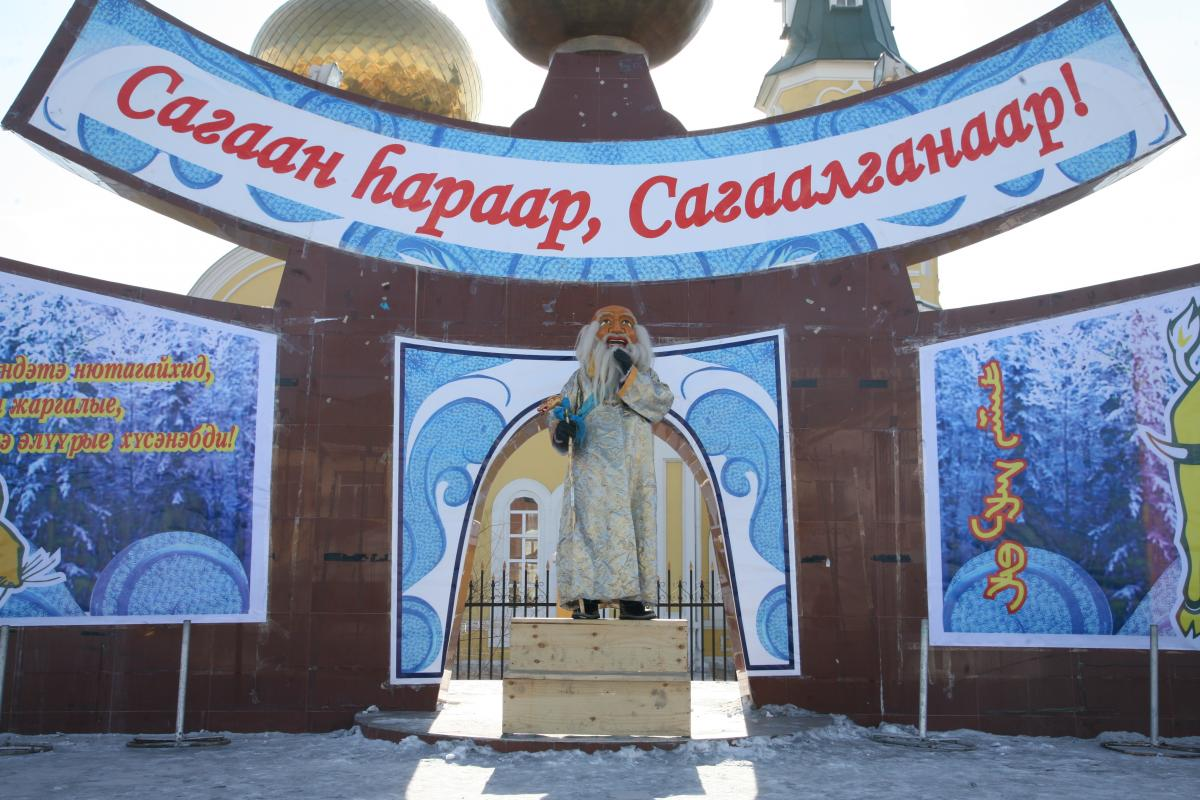 Сагаан һараар, Сагаалганаар!
ндэтэ нютагайхид,
жаргалые,
элүүрые хүсэнэбди!